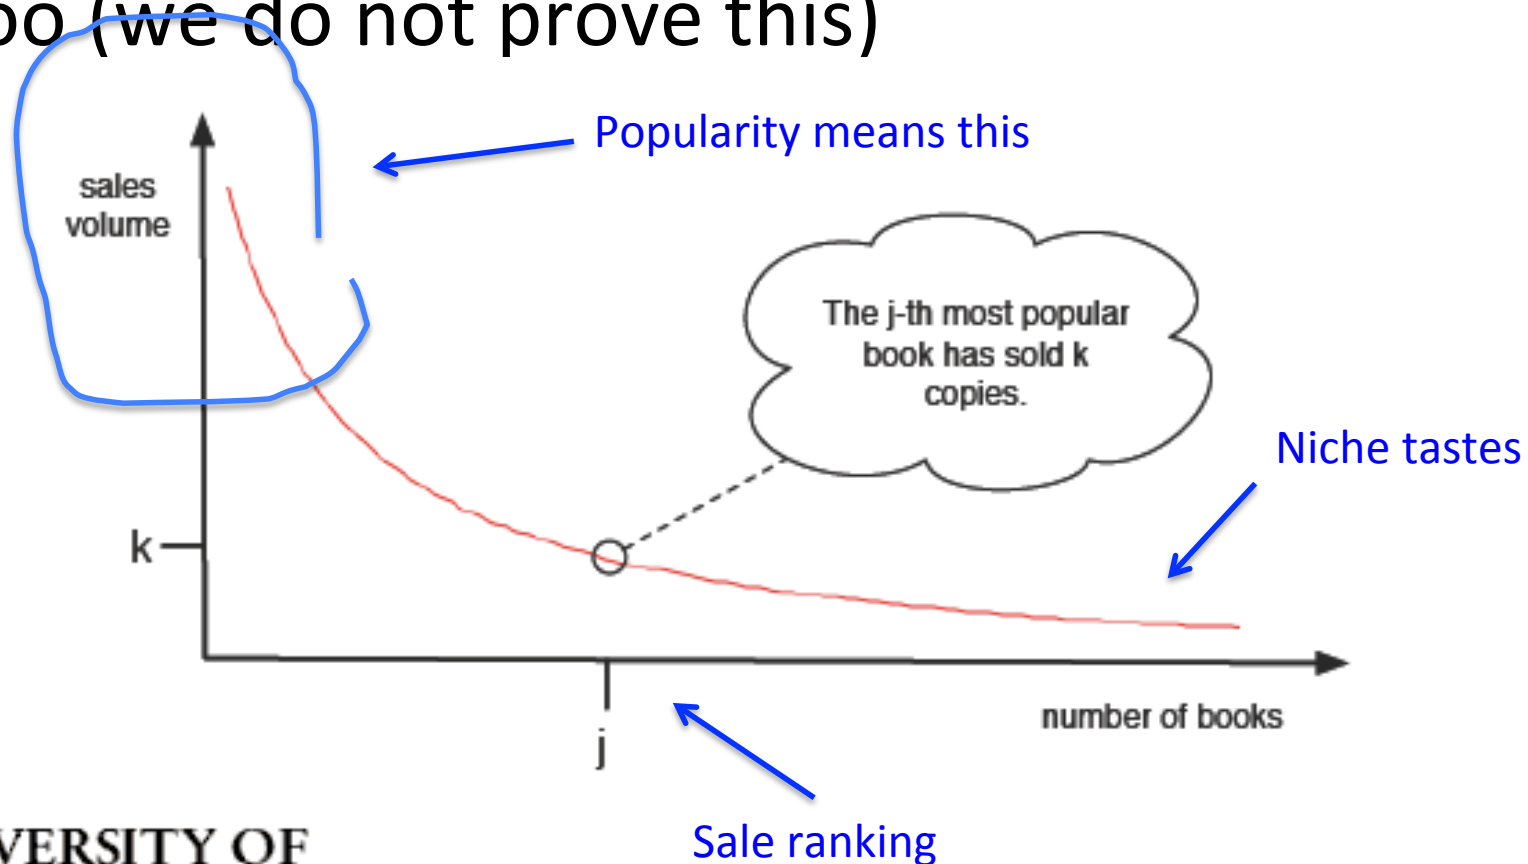 (we do not prove this)
Popularity means this
sales
volume
The j-th most popular
book has sold k
copies.
Niche tastes
k
j
number of books
Sale ranking
OF